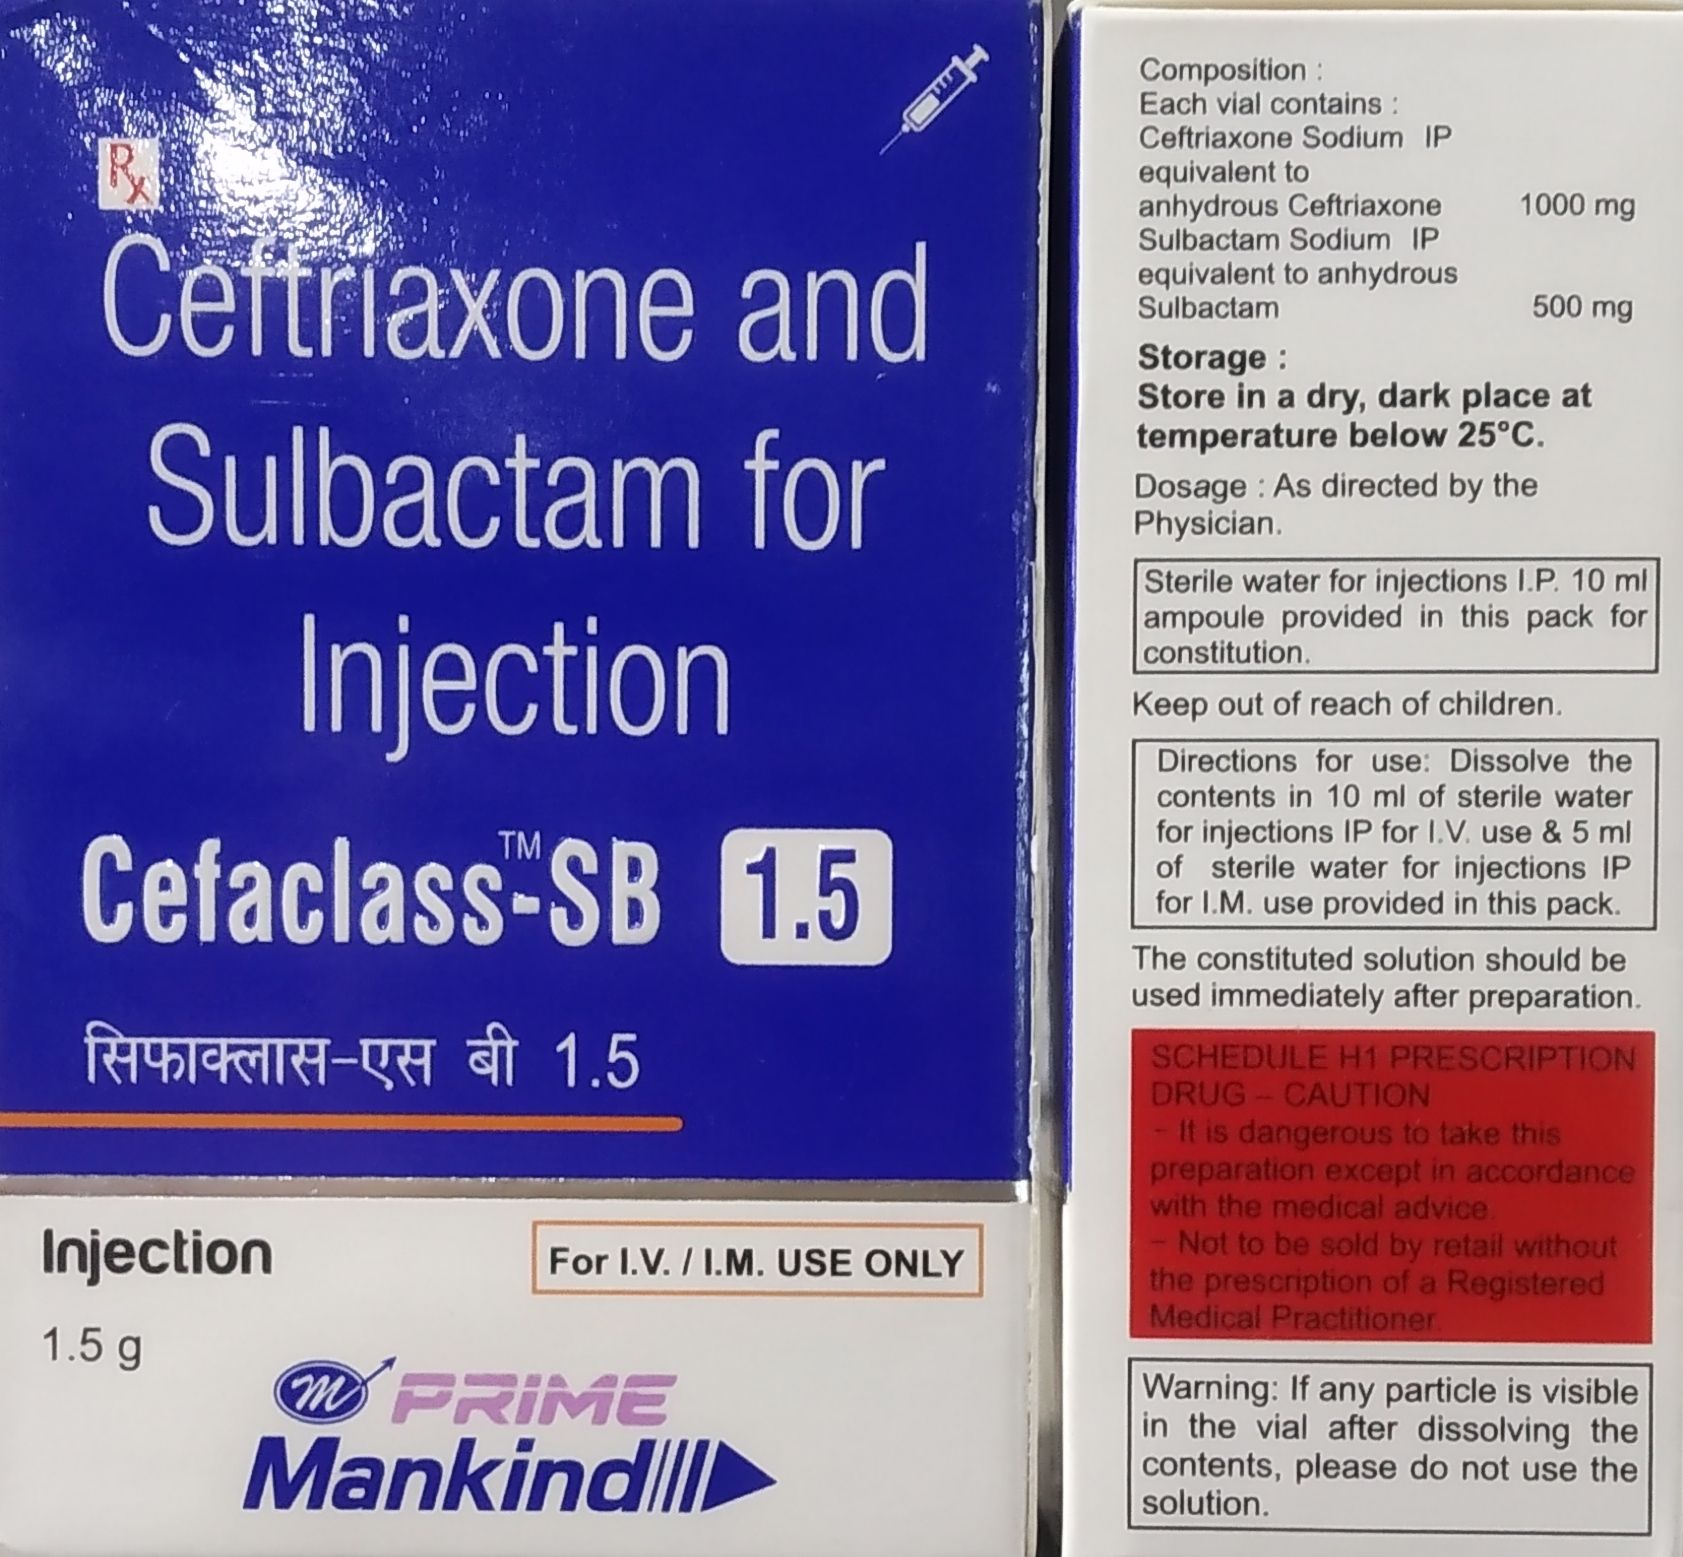 Rx
Ceftriaxone and
Sulbactam for
Injection
Cefaclass™-SB 1.5
सिफाक्लास-एस बी 1.5
Injection
For I.V. / I.M. USE ONLY
1.5 g
m PRIME
Mankind
Composition :
Each vial contains :
Ceftriaxone Sodium IP
equivalent to
anhydrous Ceftriaxone 1000 mg
Sulbactam Sodium IP
equivalent to anhydrous
Sulbactam 500 mg
Storage :
Store in a dry, dark place at
temperature below 25°C.
Dosage : As directed by the
Physician.
Sterile water for injections I.P. 10 ml
ampoule provided in this pack for
constitution.
Keep out of reach of children.
Directions for use: Dissolve the
contents in 10 ml of sterile water
for injections IP for I.V. use & 5 ml
of sterile water for injections IP
for I.M. use provided in this pack.
The constituted solution should be
used immediately after preparation.
SCHEDULE H1 PRESCRIPTION
DRUG – CAUTION
- It is dangerous to take this
preparation except in accordance
with the medical advice.
– Not to be sold by retail without
the prescription of a Registered
Medical Practitioner.
Warning: If any particle is visible
in the vial after dissolving the
contents, please do not use the
solution.